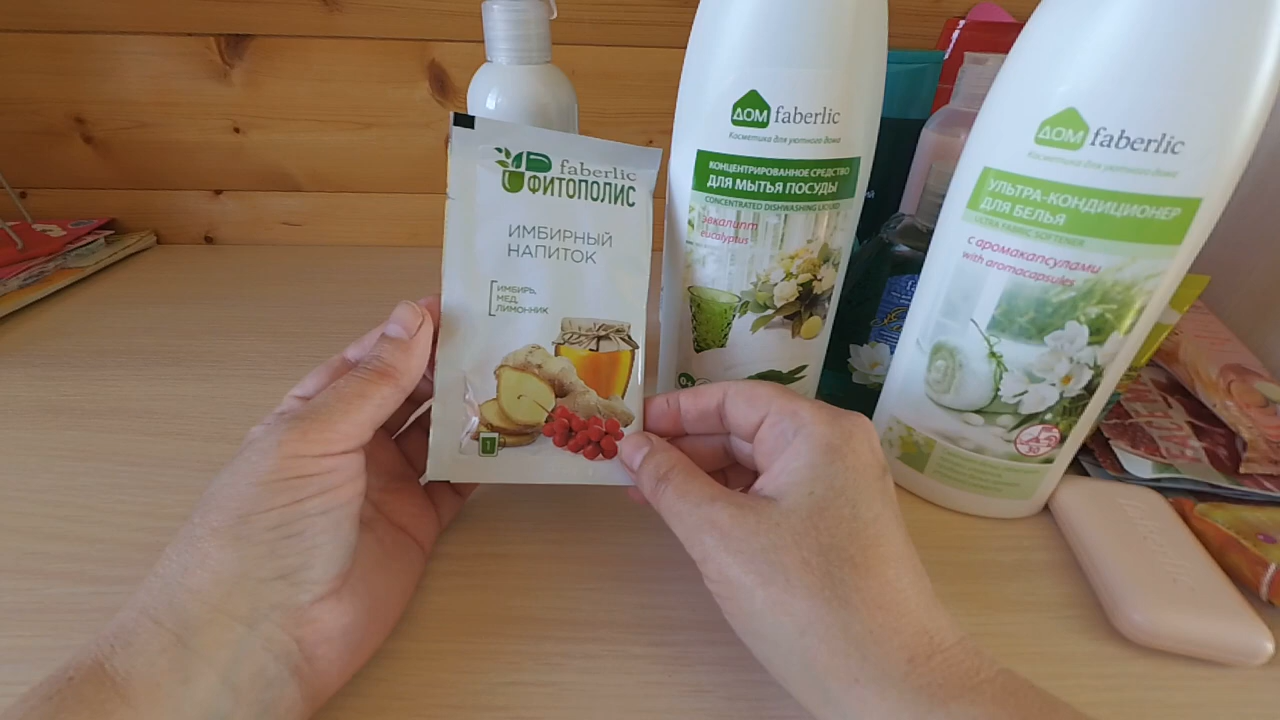 faberlic
ФИТОПОЛИС
ИМБИРНЫЙ
НАПИТОК
ИМБИРЬ,
МЕД,
ЛИМОННИК
1
ДОМ faberlic
Косметика для уютного дома
КОНЦЕНТРИРОВАННОЕ СРЕДСТВО
ДЛЯ МЫТЬЯ ПОСУДЫ
CONCENTRATED DISHWASHING LIQUID
эвкалипт
eucalyptus
ДОМ faberlic
Косметика для уютного дома
УЛЬТРА-КОНДИЦИОНЕР
ДЛЯ БЕЛЬЯ
ULTRA FABRIC SOFTENER
с аромакапсулами
with aromacapsules
30